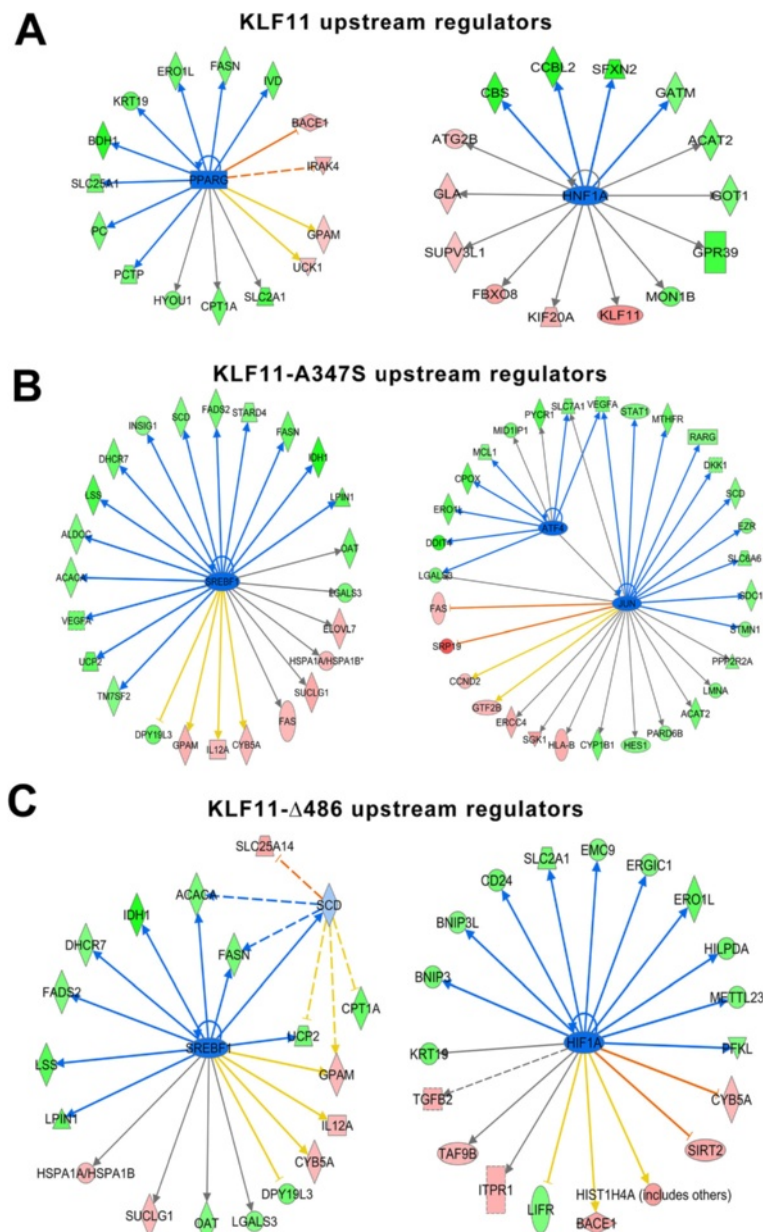 A
KLF11 upstream regulators
ERO1L
FASN
IVD
KRT19
BACE1
BDH1
IRAK4
SLC25A1
PPARG
PC
GPAM
PCTP
UCK1
HYOU1
CPT1A
SLC2A1
CCBL2
SFXN2
CBS
GATM
ATG2B
ACAT2
GLA
HNF1A
GOT1
SUPV3L1
GPR39
FBXO8
MON1B
KIF20A
KLF11
B
KLF11-A347S upstream regulators
FADS2
SCD
STARD4
INSIG1
FASN
DHCR7
IDH1
LSS
LPIN1
ALDOC
OAT
ACACA
SREBF1
LGALS3
VEGFA
ELOVL7
UCP2
HSPA1A/HSPA1B*
TM7SF2
SUCLG1
DPY19L3
FAS
GPAM
IL12A
CYB5A
SLC7A1
VEGFA
PYCR1
STAT1
MID1IP1
MTHFR
MCL1
RARG
CPOX
DKK1
ERO1L
ATF4
SCD
DDIT4
EZR
LGALS3
SLC6A6
FAS
JUN
SDC1
SRP19
STMN1
CCND2
PPP2R2A
GTF2B
LMNA
ERCC4
ACAT2
SGK1
PARD6B
HLA-B
CYP1B1
HES1
C
KLF11-Δ486 upstream regulators
SLC25A14
ACACA
SCD
IDH1
DHCR7
FASN
FADS2
CPT1A
SREBF1
UCP2
LSS
GPAM
LPIN1
IL12A
HSPA1A/HSPA1B
CYB5A
SUCLG1
DPY19L3
OAT
LGALS3
EMC9
SLC2A1
ERGIC1
CD24
ERO1L
BNIP3L
HILPDA
BNIP3
METTL23
KRT19
HIF1A
PFKL
TGFB2
CYB5A
TAF9B
SIRT2
ITPR1
HIST1H4A (includes others)
LIFR
BACE1